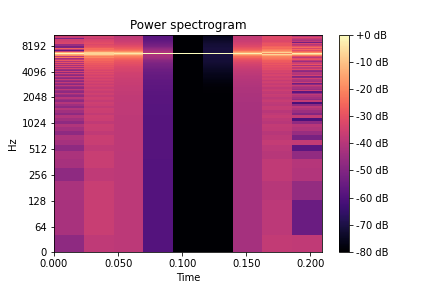 Power spectrogram
8192
4096
2048
1024
512
256
128
64
0
Hz
0.000
0.050
0.100
0.150
0.200
Time
+0 dB
-10 dB
-20 dB
-30 dB
-40 dB
-50 dB
-60 dB
-70 dB
-80 dB